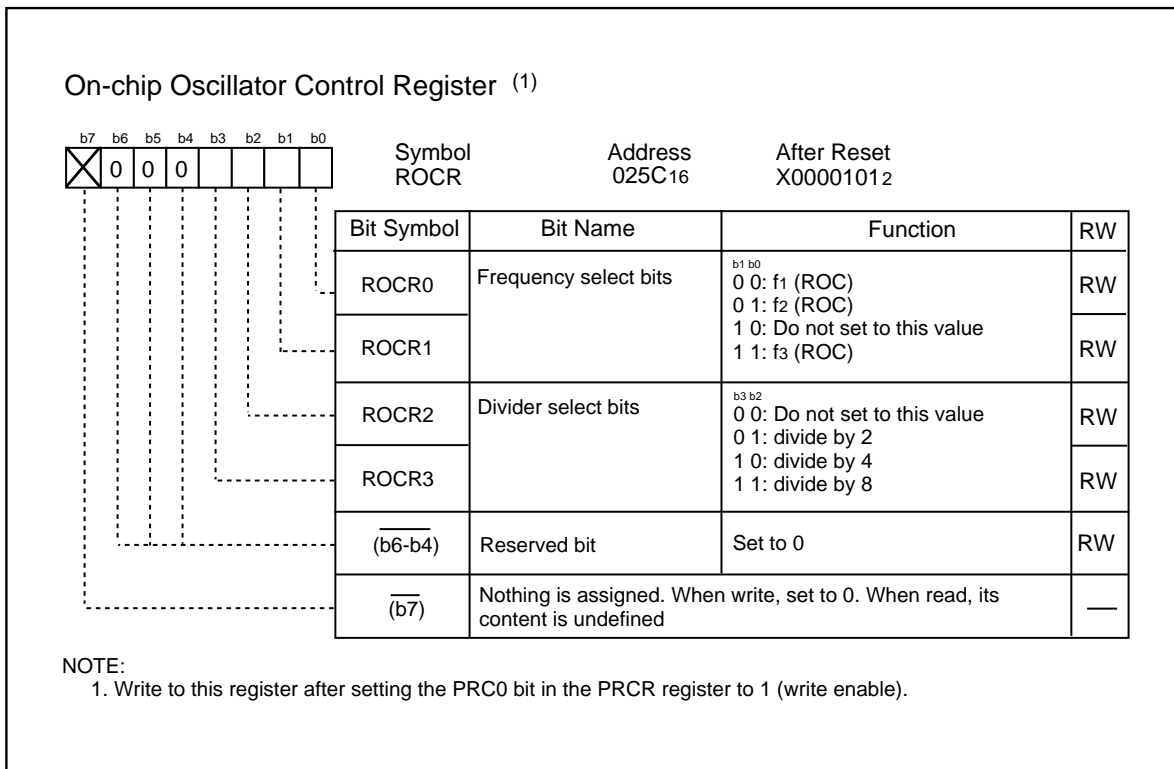 On-chip Oscillator Control Register (1)
b7 b6 b5 b4 b3 b2 b1 b0
0 0 0
Symbol Address After Reset
ROCR 025C16 X00001012
Bit Symbol Bit Name Function RW
ROCR0 Frequency select bits b1 b0 RW
0 0: f1 (ROC)
0 1: f2 (ROC)
1 0: Do not set to this value
ROCR1 1 1: f3 (ROC) RW
ROCR2 Divider select bits b3 b2 RW
0 0: Do not set to this value
0 1: divide by 2
1 0: divide by 4
ROCR3 1 1: divide by 8 RW
(b6-b4) Reserved bit Set to 0 RW
(b7) Nothing is assigned. When write, set to 0. When read, its
content is undefined
NOTE:
1. Write to this register after setting the PRC0 bit in the PRCR register to 1 (write enable).